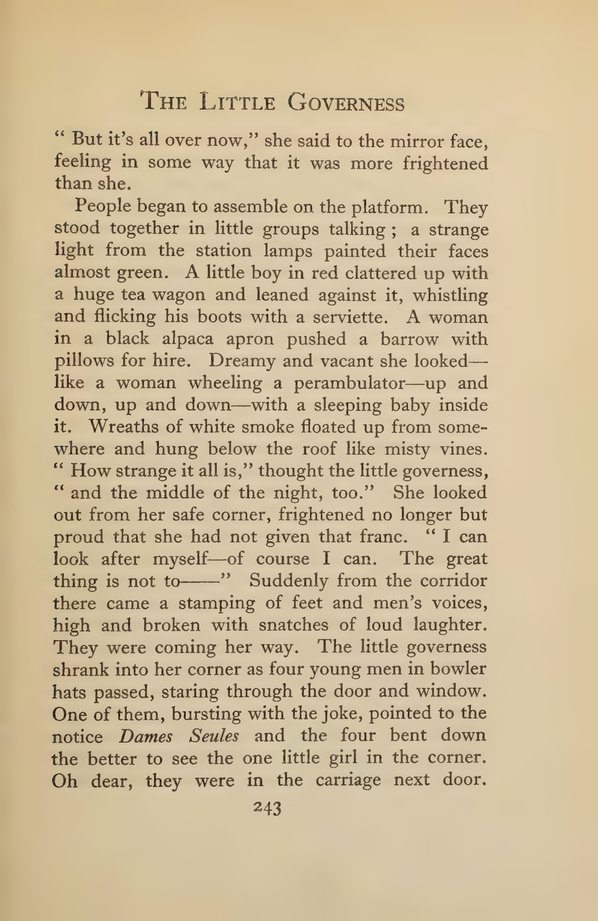 The Little Governess
“ But it’s all over now,” she said to the mirror face,
feeling in some way that it was more frightened
than she.
People began to assemble on the platform. They
stood together in little groups talking ; a strange
light from the station lamps painted their faces
almost green. A little boy in red clattered up with
a huge tea wagon and leaned against it, whistling
and flicking his boots with a serviette. A woman
in a black alpaca apron pushed a barrow with
pillows for hire. Dreamy and vacant she looked—
like a woman wheeling a perambulator—up and
down, up and down—with a sleeping baby inside
it. Wreaths of white smoke floated up from some-
where and hung below the roof like misty vines.
“ How strange it all is,” thought the little governess,
“ and the middle of the night, too.” She looked
out from her safe corner, frightened no longer but
proud that she had not given that franc. “ I can
look after myself—of course I can. The great
thing is not to——” Suddenly from the corridor
there came a stamping of feet and men’s voices,
high and broken with snatches of loud laughter.
They were coming her way. The little governess
shrank into her corner as four young men in bowler
hats passed, staring through the door and window.
One of them, bursting with the joke, pointed to the
notice Dames Seules and the four bent down
the better to see the one little girl in the corner.
Oh dear, they were in the carriage next door.
243